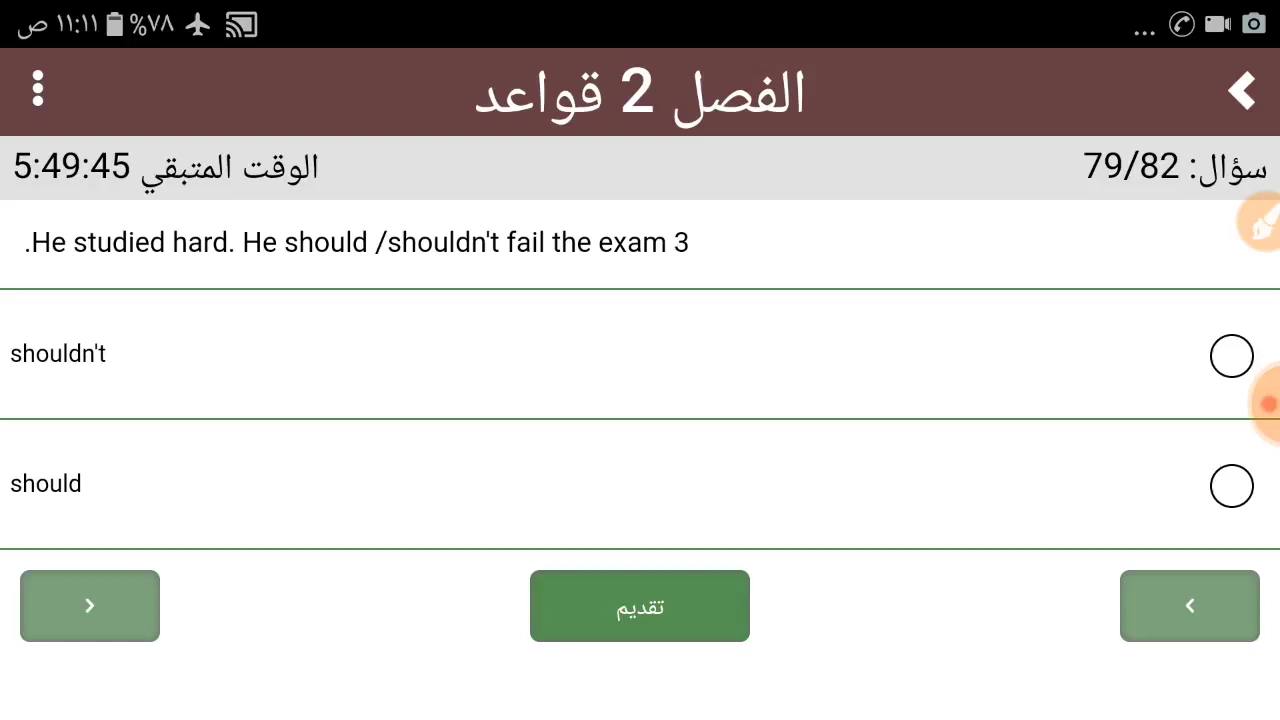 ١١:١١ ص %٧٨ ...
الفصل 2 قواعد
سؤال: 79/82 الوقت المتبقي 5:49:45
.He studied hard. He should /shouldn't fail the exam 3
shouldn't
should
تقديم